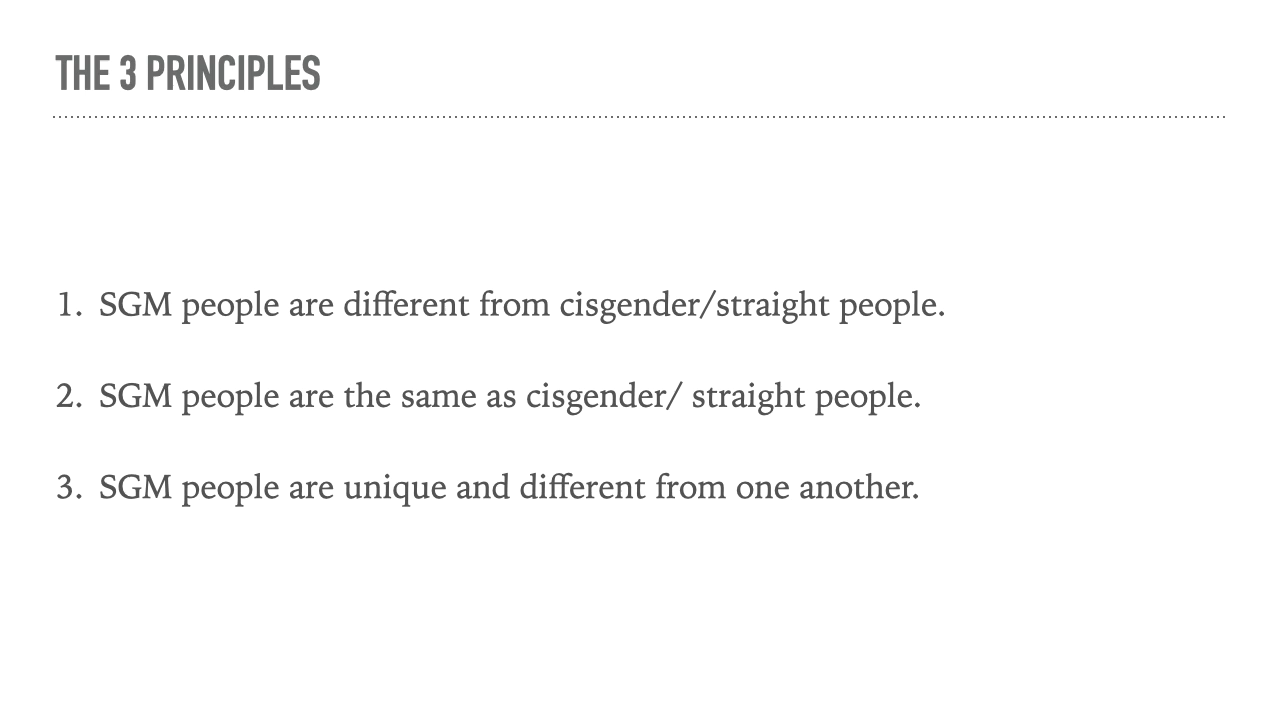 THE 3 PRINCIPLES
1. SGM people are different from cisgender/straight people.
2. SGM people are the same as cisgender/ straight people.
3. SGM people are unique and different from one another.